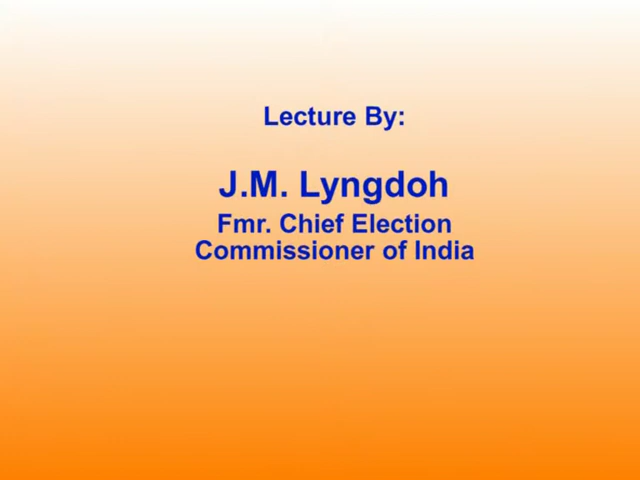 Lecture By:
J.M. Lyngdoh
Fmr. Chief Election
Commissioner of India